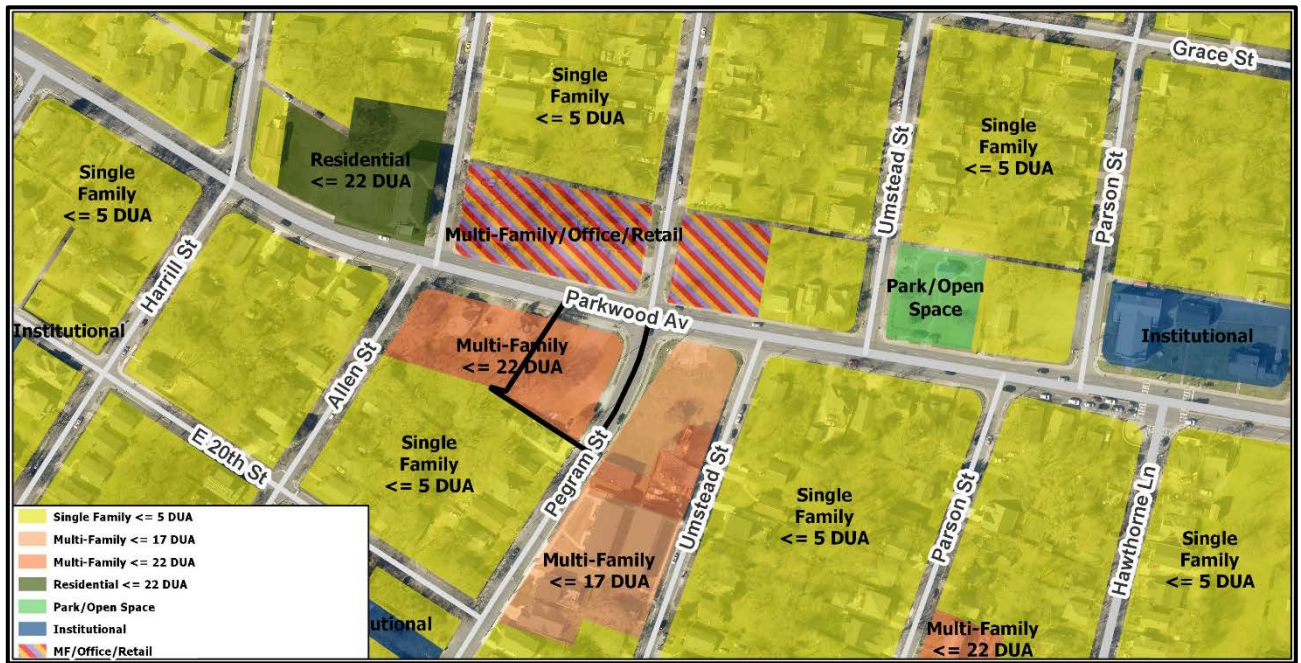 Grace St
Single
Family
<= 5 DUA
Single
Family
<= 5 DUA
Single
Family
<= 5 DUA
Residential
<= 22 DUA
Umstead St
Parson St
Harrill St
Multi-Family/Office/Retail
Park/Open
Space
Institutional
Parkwood Av
Institutional
Allen St
Multi-Family
<= 22 DUA
E 20th St
Single
Family
<= 5 DUA
Pegram St
Umstead St
Single
Family
<= 5 DUA
Parson St
Hawthorne Ln
Single
Family
<= 5 DUA
Multi-Family
<= 17 DUA
utional
Multi-Family
<= 22 DUA
Single Family <= 5 DUA
Multi-Family <= 17 DUA
Multi-Family <= 22 DUA
Residential <= 22 DUA
Park/Open Space
Institutional
MF/Office/Retail